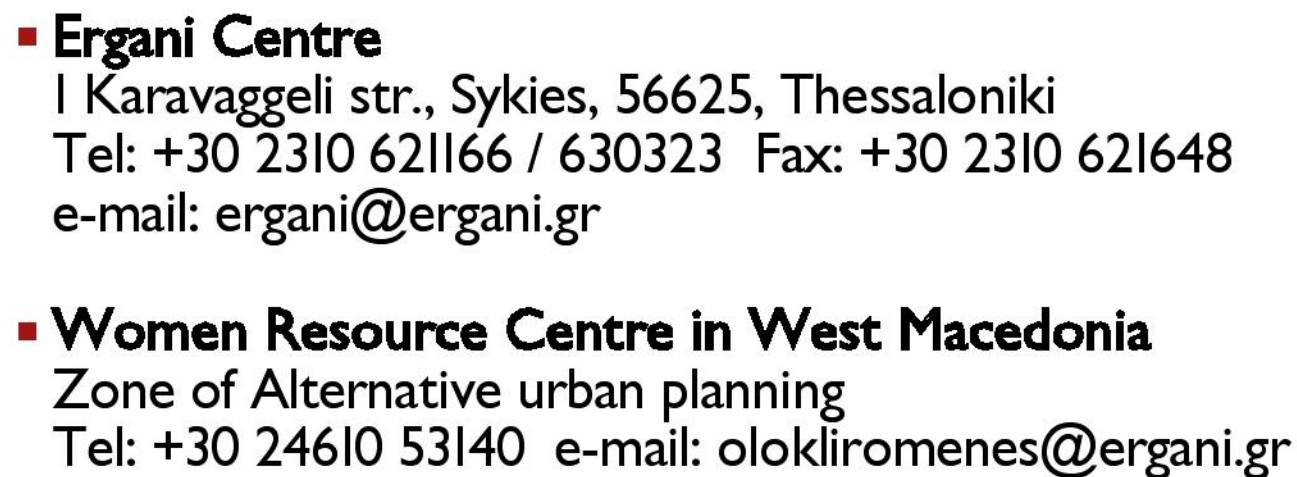 ▪ Ergani Centre
1 Karavaggeli str., Sykies, 56625, Thessaloniki
Tel: +30 2310 621166 / 630323 Fax: +30 2310 621648
e-mail: ergani@ergani.gr
▪ Women Resource Centre in West Macedonia
Zone of Alternative urban planning
Tel: +30 24610 53140 e-mail: olokliromenes@ergani.gr